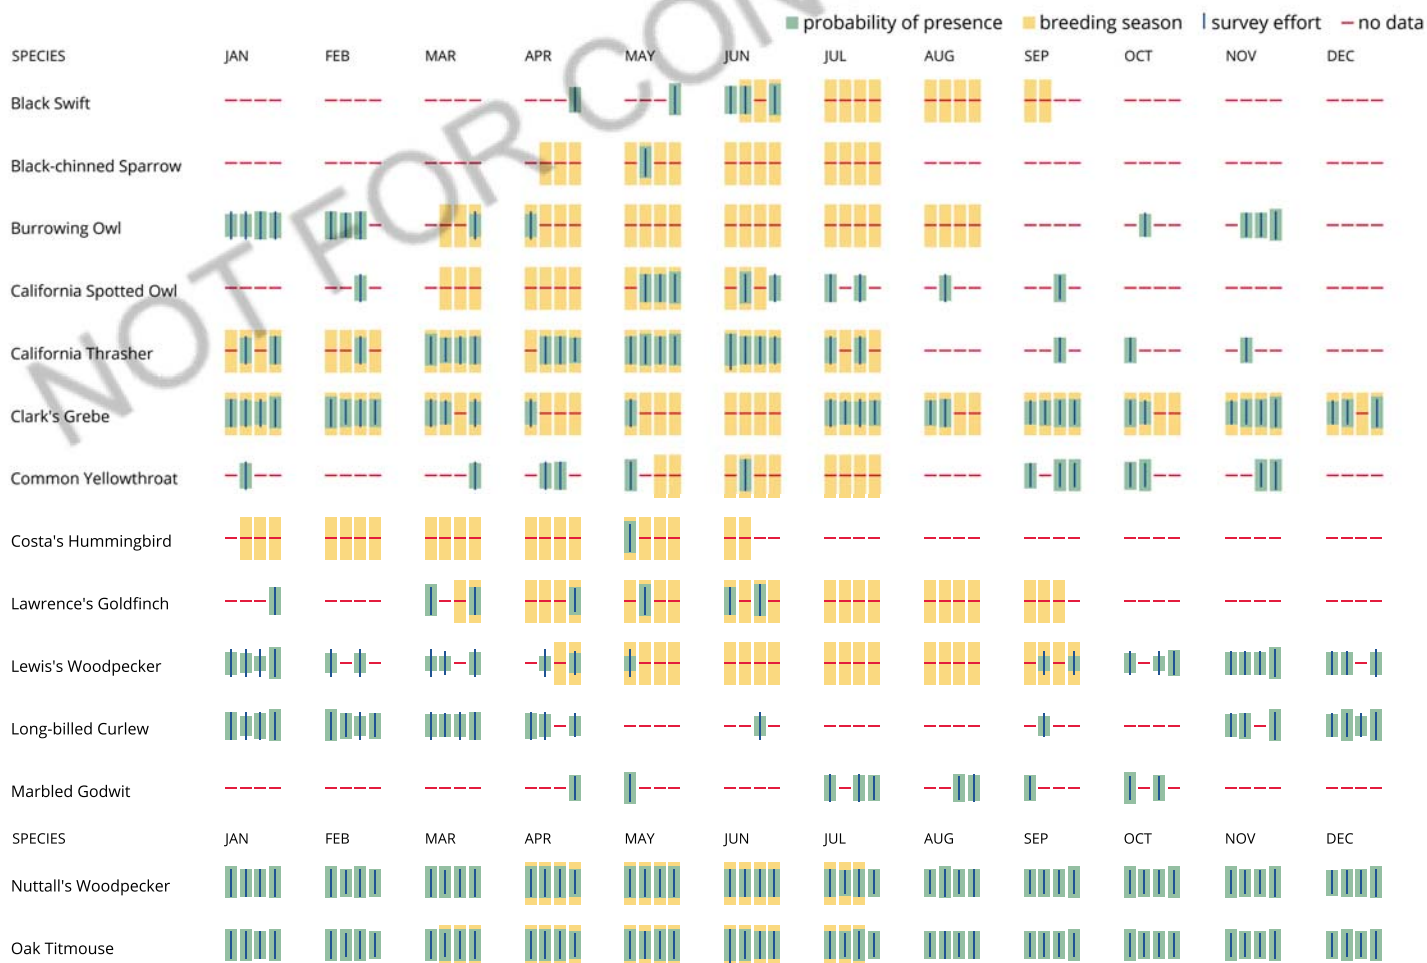 probability of presence breeding season survey effort no data
SPECIES JAN FEB MAR APR MAY JUN JUL AUG SEP OCT NOV DEC
Black Swift
Black-chinned Sparrow
Burrowing Owl
California Spotted Owl
California Thrasher
Clark's Grebe
Common Yellowthroat
Costa's Hummingbird
Lawrence's Goldfinch
Lewis's Woodpecker
Long-billed Curlew
Marbled Godwit
SPECIES JAN FEB MAR APR MAY JUN JUL AUG SEP OCT NOV DEC
Nuttall's Woodpecker
Oak Titmouse
NOT FOR CON